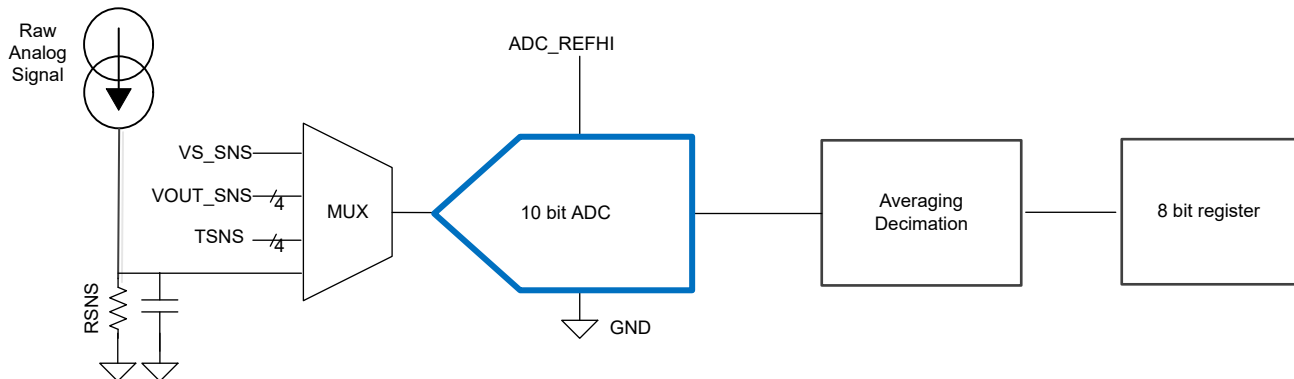 Raw
Analog
Signal
ADC_REFHI
VS_SNS
VOUT_SNS
4
TSNS
4
MUX
10 bit ADC
Averaging
Decimation
8 bit register
RSNS
GND